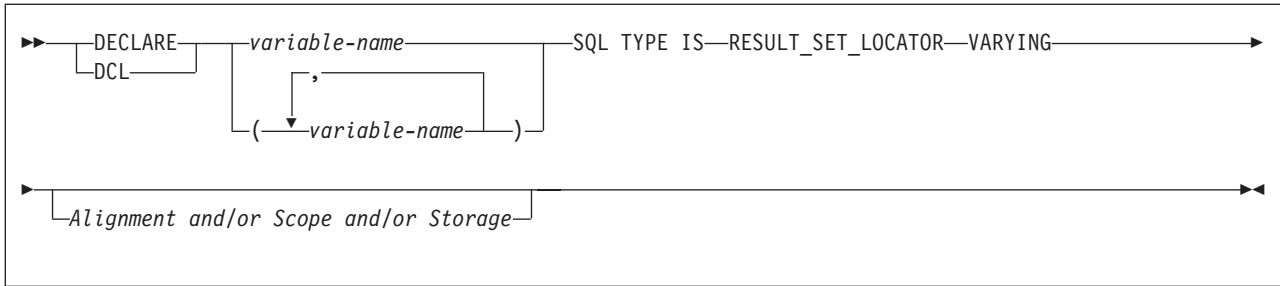 DECLARE variable-name SQL TYPE IS RESULT_SET_LOCATOR VARYING
DCL ,
( variable-name )
Alignment and/or Scope and/or Storage